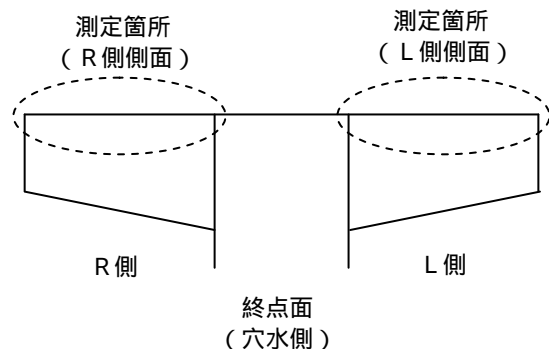 測定箇所
（Ｒ側側面）
測定箇所
（Ｌ側側面）
Ｒ側
Ｌ側
終点面
（穴水側）